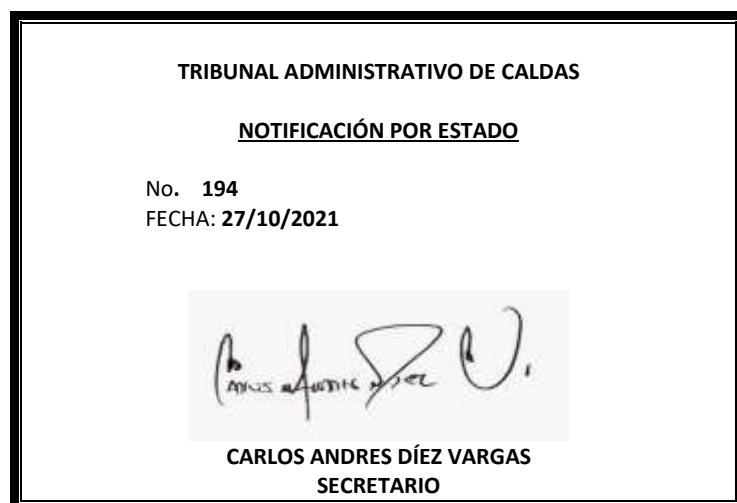 TRIBUNAL ADMINISTRATIVO DE CALDAS
NOTIFICACIÓN POR ESTADO
No. 194
FECHA: 27/10/2021
CARLOS ANDRES DÍEZ VARGAS
SECRETARIO